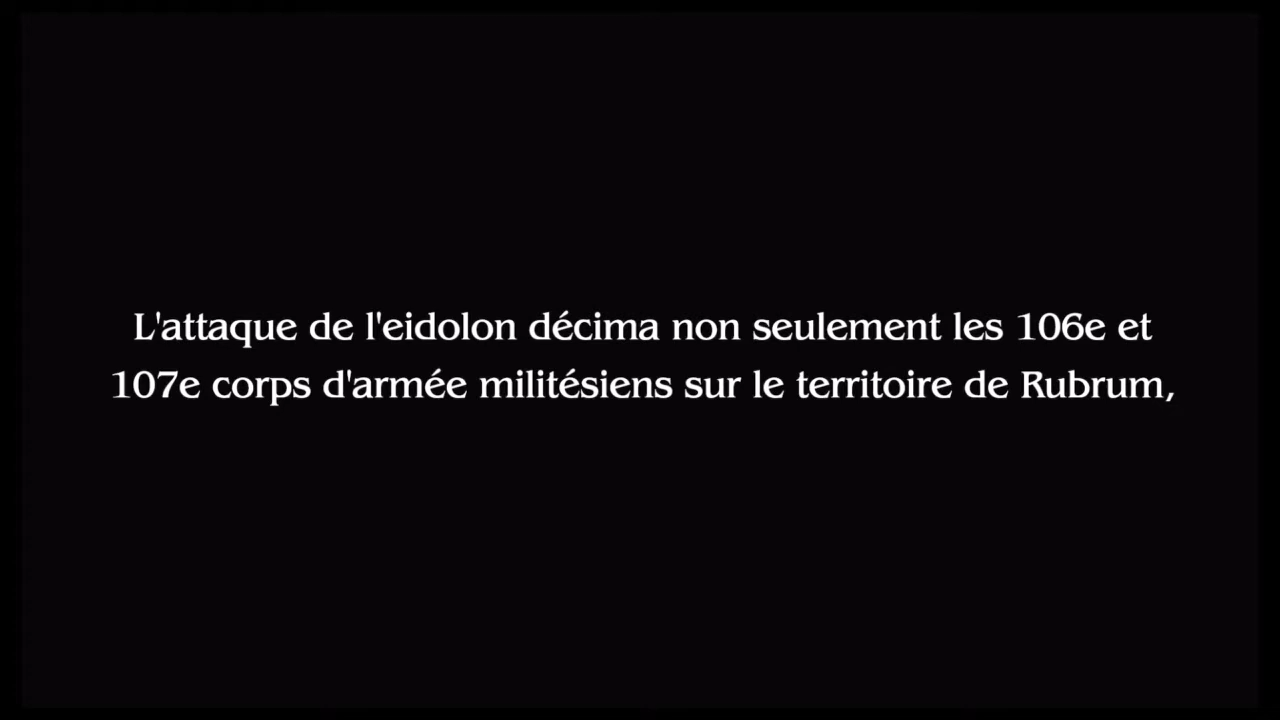 L'attaque de l'eidolon décima non seulement les 106e et
107e corps d'armée militésiens sur le territoire de Rubrum,